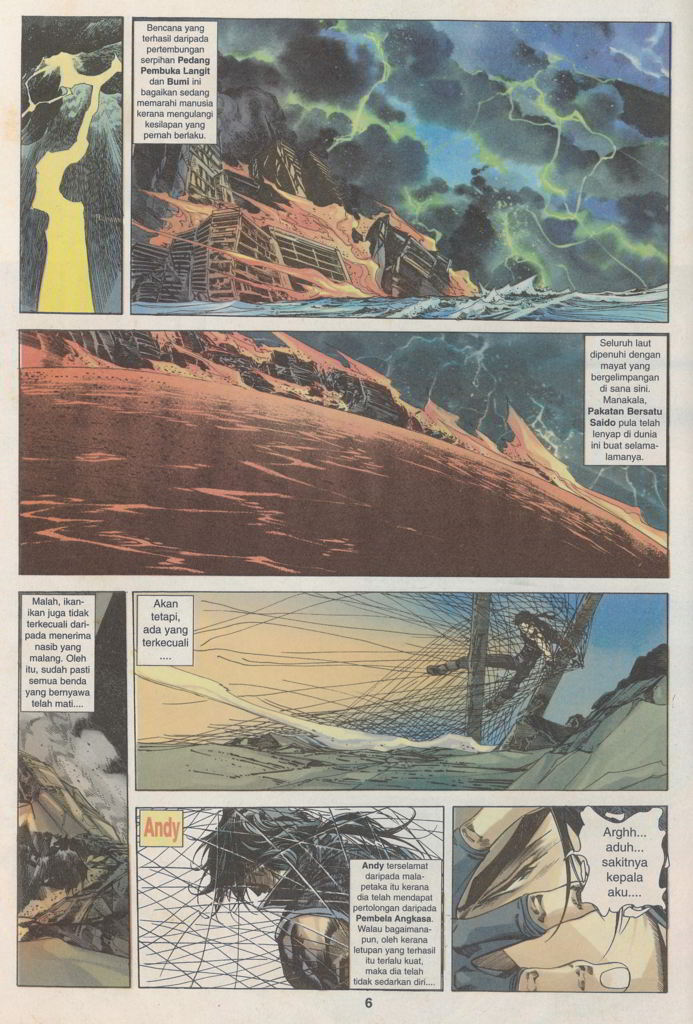 Bencana yang
terhasil daripada
pertembungan
serpihan Pedang
Pembuka Langit
dan Bumi ini
bagaikan sedang
memarahi manusia
kerana mengulangi
kesilapan yang
pernah berlaku.
Seluruh laut
dipenuhi dengan
mayat yang
bergelimpangan
di sana sini.
Manakala,
Pakatan Bersatu
Saido pula telah
lenyap di dunia
ini buat selama-
lamanya.
Malah, ikan-
ikan juga tidak
terkecuali dari-
pada menerima
nasib yang
malang. Oleh
itu, sudah pasti
semua benda
yang bernyawa
telah mati....
Akan
tetapi,
ada yang
terkecuali
....
Andy
Andy terselamat
daripada mala-
petaka itu kerana
dia telah mendapat
pertolongan daripada
Pembela Angkasa.
Walau bagaimana-
pun, oleh kerana
letupan yang terhasil
itu terlalu kuat,
maka dia telah
tidak sedarkan diri....
Arghh...
aduh...
sakitnya
kepala
aku....
6